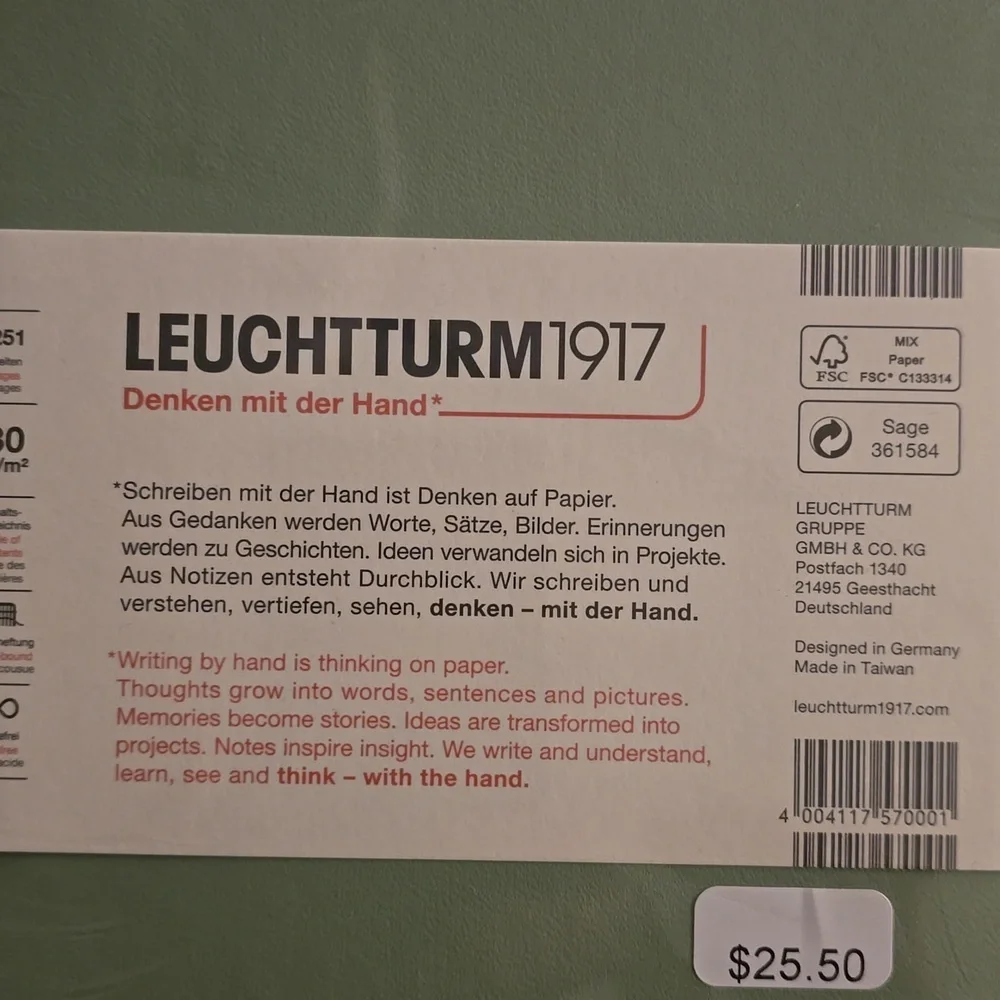 251
80
/m²
LEUCHTTURM1917
Denken mit der Hand*
*Schreiben mit der Hand ist Denken auf Papier.
Aus Gedanken werden Worte, Sätze, Bilder. Erinnerungen
werden zu Geschichten. Ideen verwandeln sich in Projekte.
Aus Notizen entsteht Durchblick. Wir schreiben und
verstehen, vertiefen, sehen, denken – mit der Hand.
*Writing by hand is thinking on paper.
Thoughts grow into words, sentences and pictures.
Memories become stories. Ideas are transformed into
projects. Notes inspire insight. We write and understand,
learn, see and think – with the hand.
MIX
Paper
FSC FSC® C133314
Sage
361584
LEUCHTTURM
GRUPPE
GMBH & CO. KG
Postfach 1340
21495 Geesthacht
Deutschland
Designed in Germany
Made in Taiwan
leuchtturm1917.com
4 004117 570001
$25.50